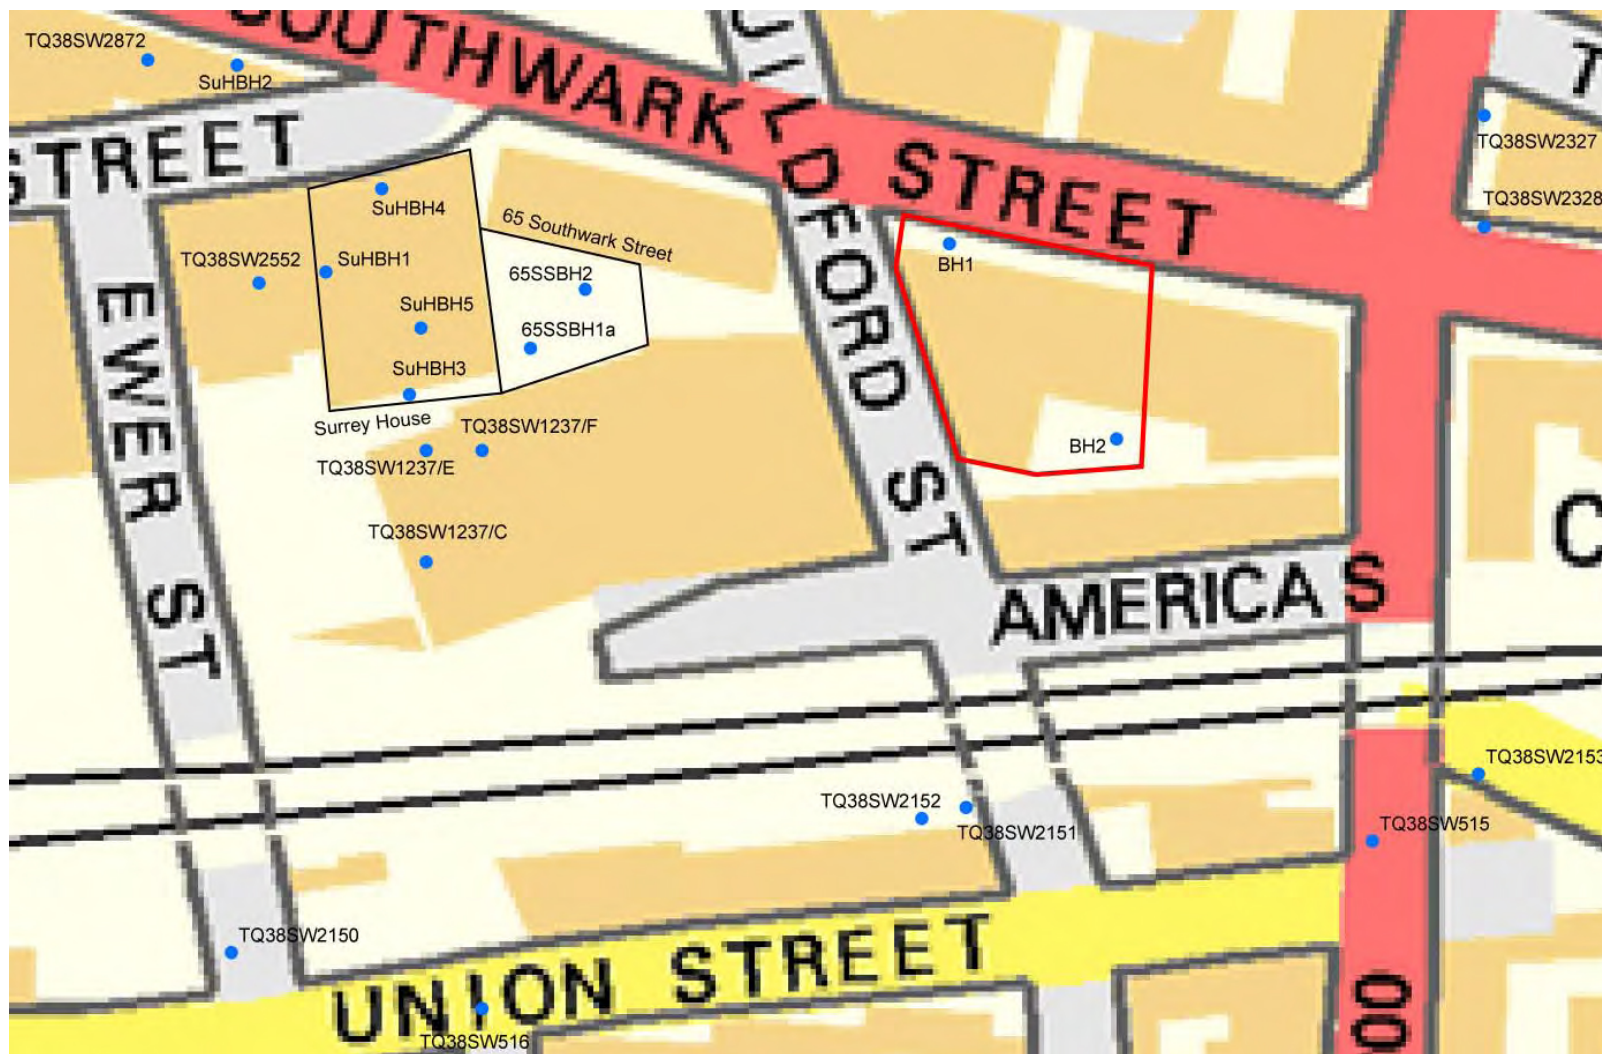 TQ38SW2872
SuHBH2
SOUTHWARK STREET
STREET
GUILDFORD ST
T
TQ38SW2327
TQ38SW2328
SuHBH4
65 Southwark Street
TQ38SW2552
SuHBH1
65SSBH2
BH1
SuHBH5
65SSBH1a
SuHBH3
Surrey House
TQ38SW1237/F
TQ38SW1237/E
BH2
EWER ST
TQ38SW1237/C
C
AMERICA S
TQ38SW2153
TQ38SW2152
TQ38SW2151
TQ38SW515
TQ38SW2150
UNION STREET
TQ38SW516